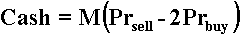 Cash = M(Pr_sell - 2Pr_buy)